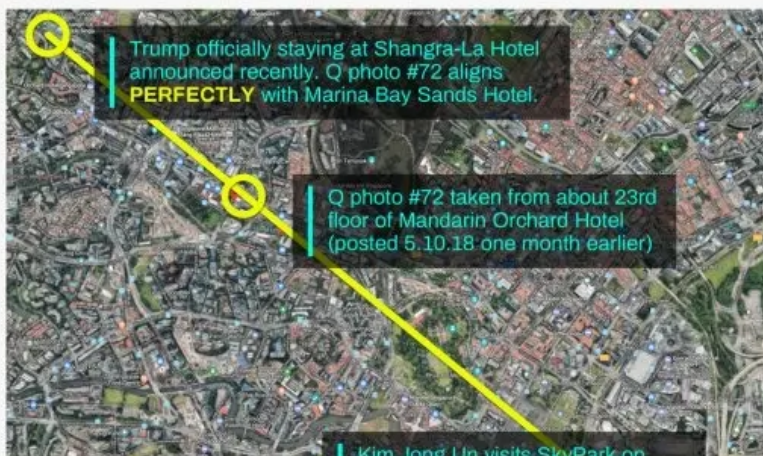 Trump officially staying at Shangra-La Hotel
announced recently. Q photo #72 aligns
PERFECTLY with Marina Bay Sands Hotel.
Q photo #72 taken from about 23rd
floor of Mandarin Orchard Hotel
(posted 5.10.18 one month earlier)
Kim Jong Un visits SkyPark on